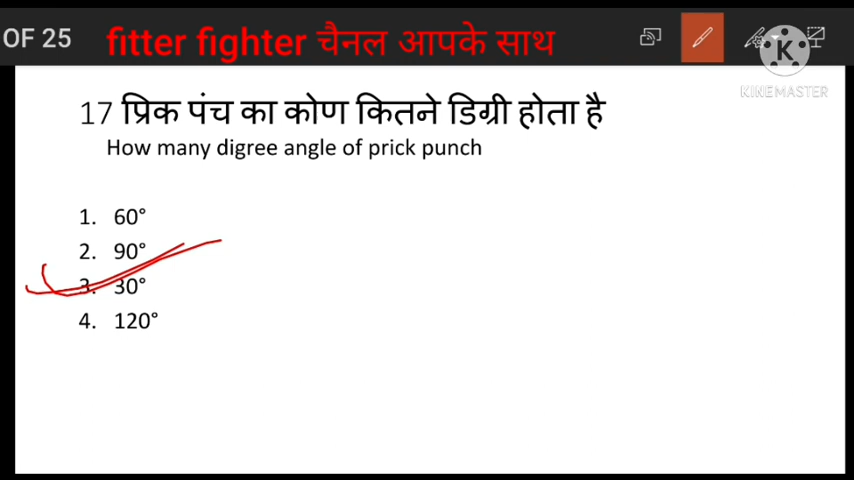 OF 25 fitter fighter चैनल आपके साथ
K
KINEMASTER
17 प्रिक पंच का कोण कितने डिग्री होता है
How many digree angle of prick punch
1. 60°
2. 90°
3. 30°
4. 120°